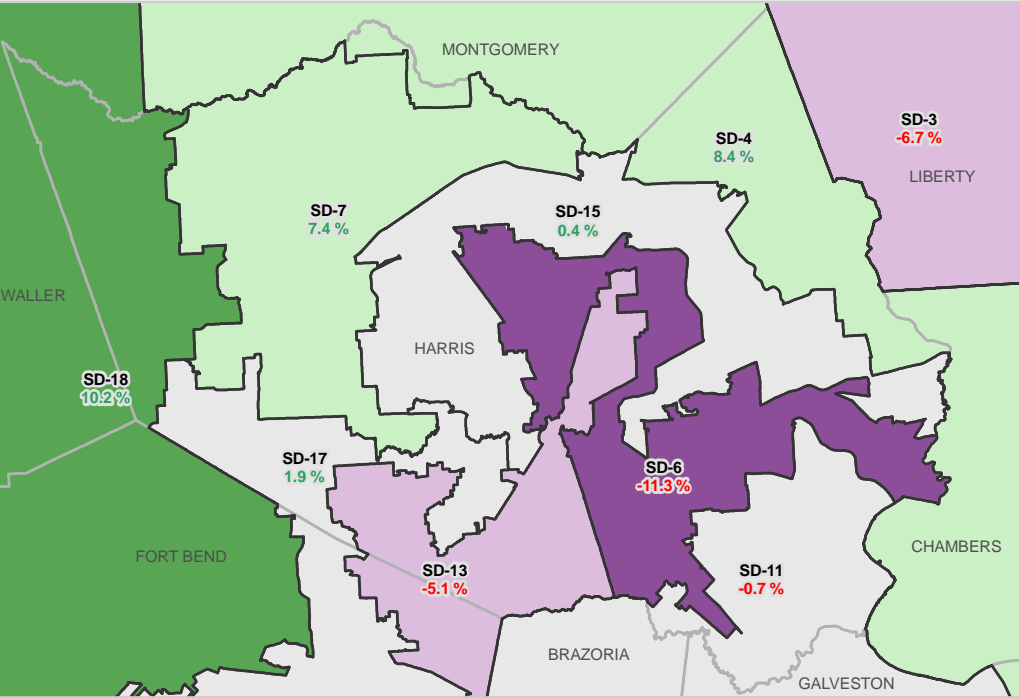 MONTGOMERY
SD-3
-6.7 %
LIBERTY
SD-4
8.4 %
SD-7
7.4 %
SD-15
0.4 %
WALLER
HARRIS
SD-18
10.2 %
SD-17
1.9 %
SD-6
-11.3 %
FORT BEND
CHAMBERS
SD-13
-5.1 %
SD-11
-0.7 %
BRAZORIA
GALVESTON